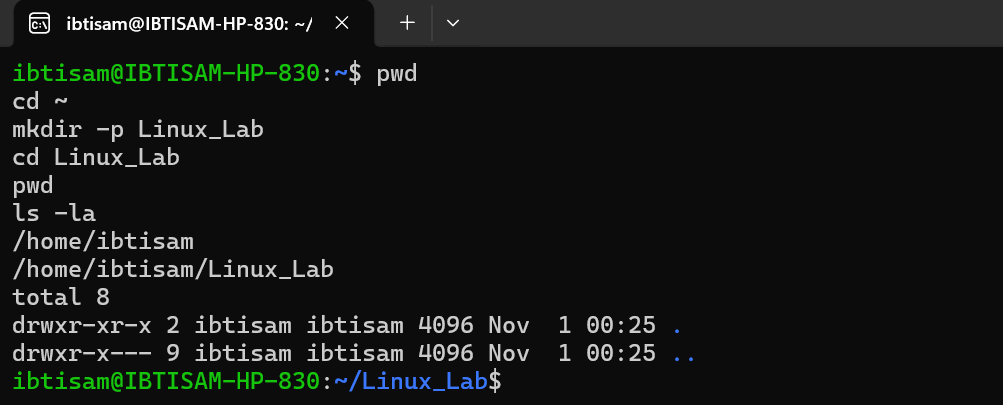 ibtisam@IBTISAM-HP-830: ~/
ibtisam@IBTISAM-HP-830:~$ pwd
cd ~
mkdir -p Linux_Lab
cd Linux_Lab
pwd
ls -la
/home/ibtisam
/home/ibtisam/Linux_Lab
total 8
drwxr-xr-x 2 ibtisam ibtisam 4096 Nov  1 00:25 .
drwxr-x--- 9 ibtisam ibtisam 4096 Nov  1 00:25 ..
ibtisam@IBTISAM-HP-830:~/Linux_Lab$